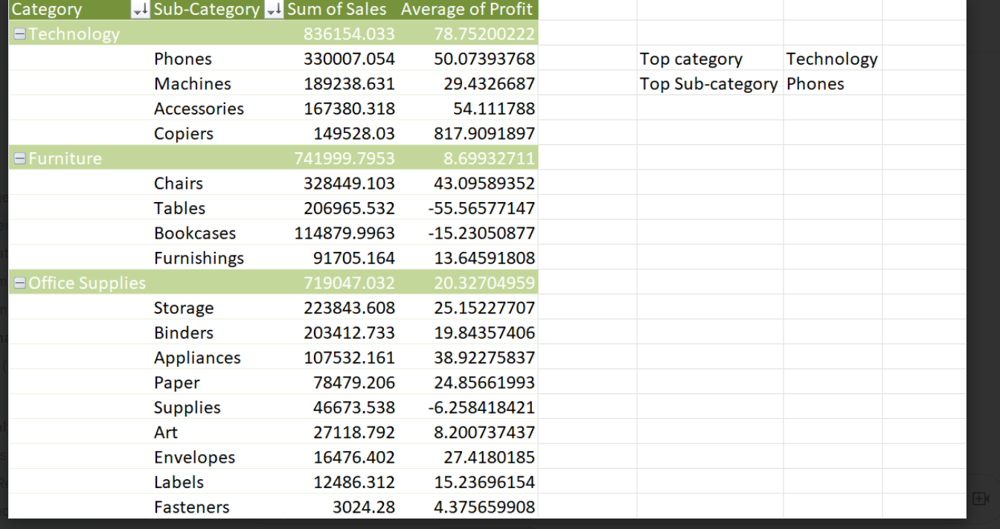 Category Sub-Category Sum of Sales Average of Profit
Technology 836154.033 78.75200222
Phones 330007.054 50.07393768 Top category Technology
Machines 189238.631 29.4326687 Top Sub-category Phones
Accessories 167380.318 54.111788
Copiers 149528.03 817.9091897
Furniture 741999.7953 8.69932711
Chairs 328449.103 43.09589352
Tables 206965.532 -55.56577147
Bookcases 114879.9963 -15.23050877
Furnishings 91705.164 13.64591808
Office Supplies 719047.032 20.32704959
Storage 223843.608 25.15227707
Binders 203412.733 19.84357406
Appliances 107532.161 38.92275837
Paper 78479.206 24.85661993
Supplies 46673.538 -6.258418421
Art 27118.792 8.200737437
Envelopes 16476.402 27.4180185
Labels 12486.312 15.23696154
Fasteners 3024.28 4.375659908